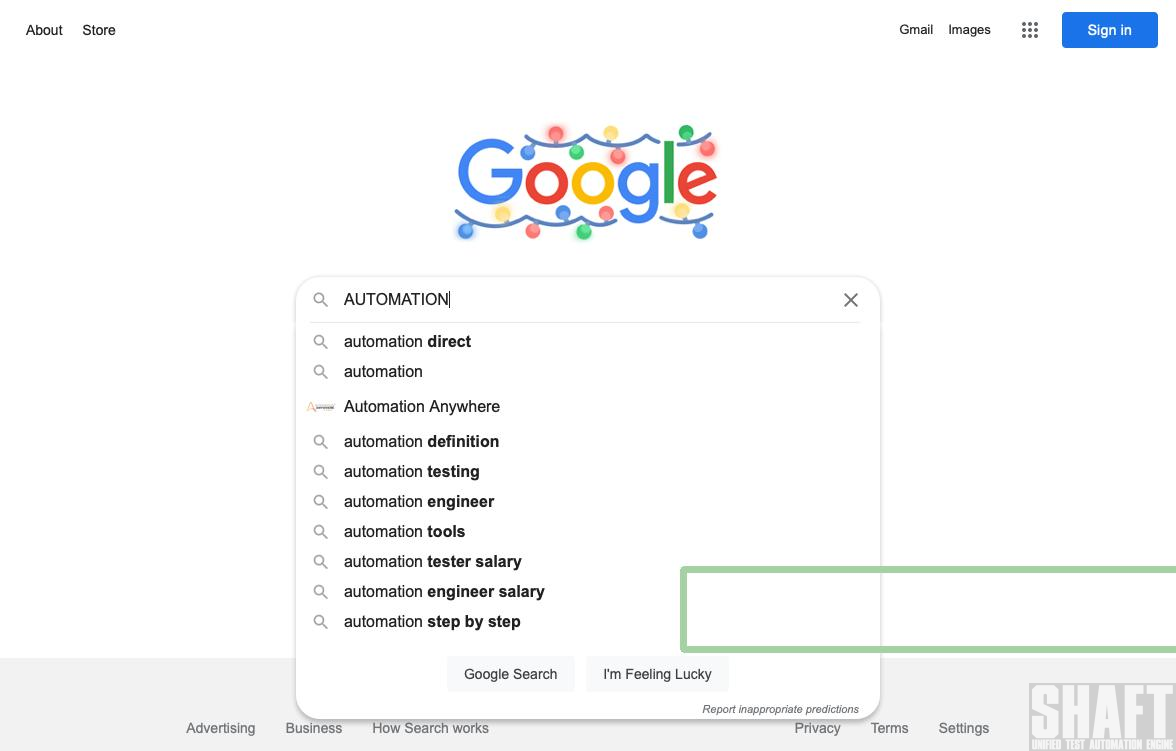 About Store
Gmail Images
Sign in
Google
AUTOMATION
automation direct
automation
Automation Anywhere
automation definition
automation testing
automation engineer
automation tools
automation tester salary
automation engineer salary
automation step by step
Google Search I'm Feeling Lucky
Report inappropriate predictions
Advertising Business How Search works
Privacy Terms Settings
SHAFT
UNIFIED TEST AUTOMATION ENGINE